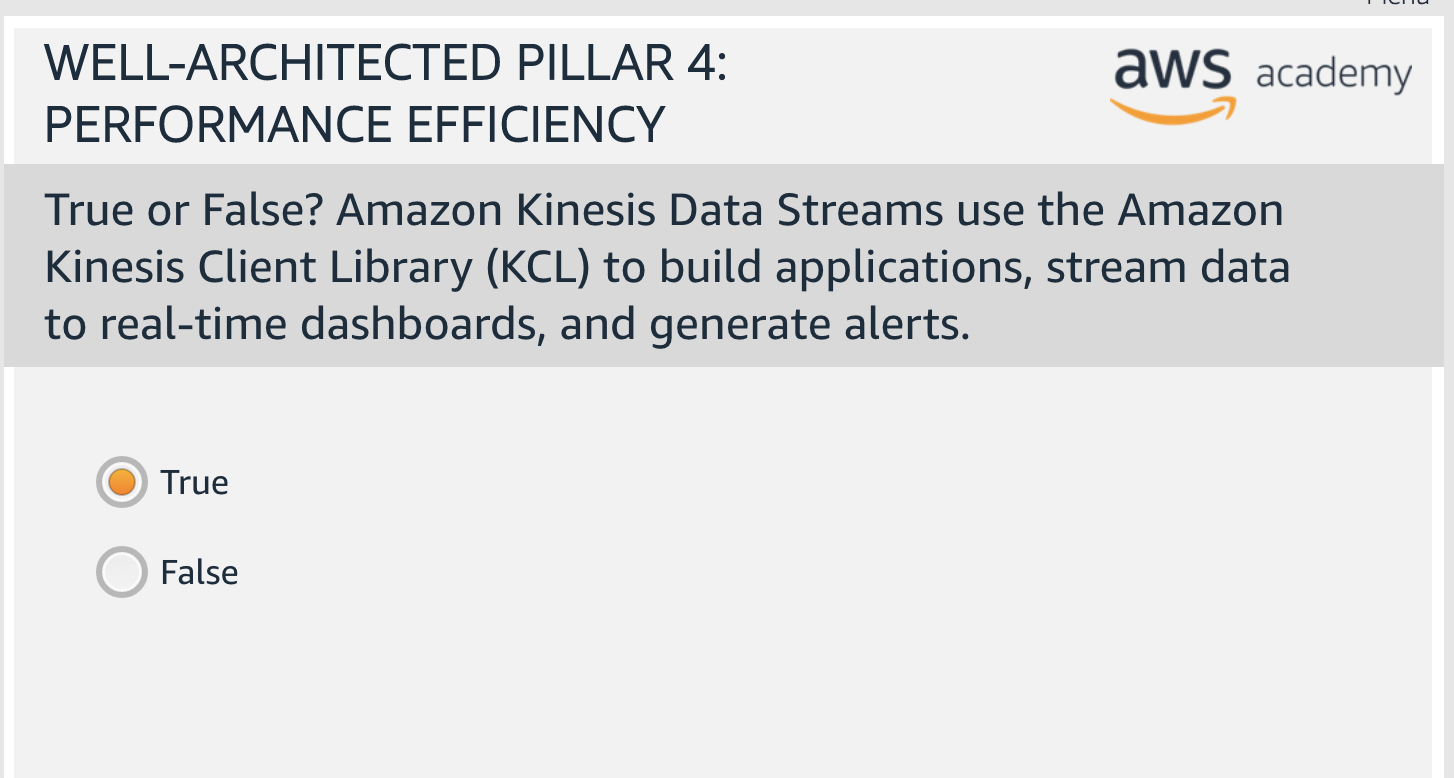 Menu
WELL-ARCHITECTED PILLAR 4:
PERFORMANCE EFFICIENCY
aws academy
True or False? Amazon Kinesis Data Streams use the Amazon
Kinesis Client Library (KCL) to build applications, stream data
to real-time dashboards, and generate alerts.
True
False